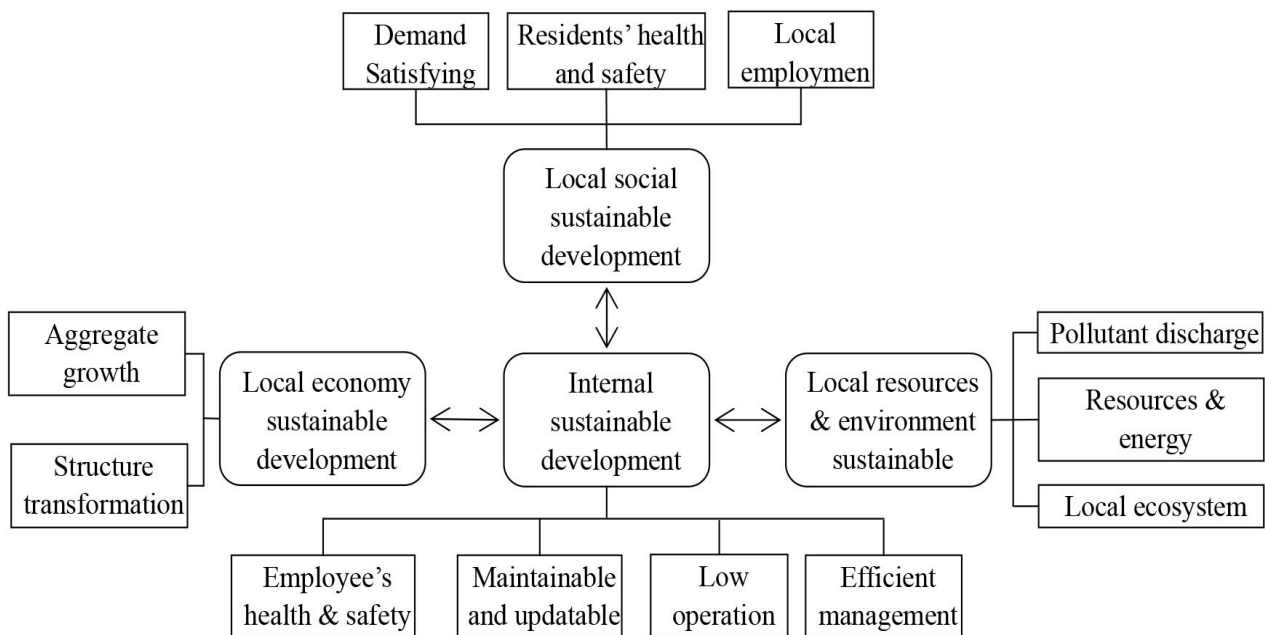 Demand
Satisfying
Residents’ health
and safety
Local
employmen
Local social
sustainable
development
Aggregate
growth
Structure
transformation
Local economy
sustainable
development
Internal
sustainable
development
Local resources
& environment
sustainable
Pollutant discharge
Resources &
energy
Local ecosystem
Employee’s
health & safety
Maintainable
and updatable
Low
operation
Efficient
management